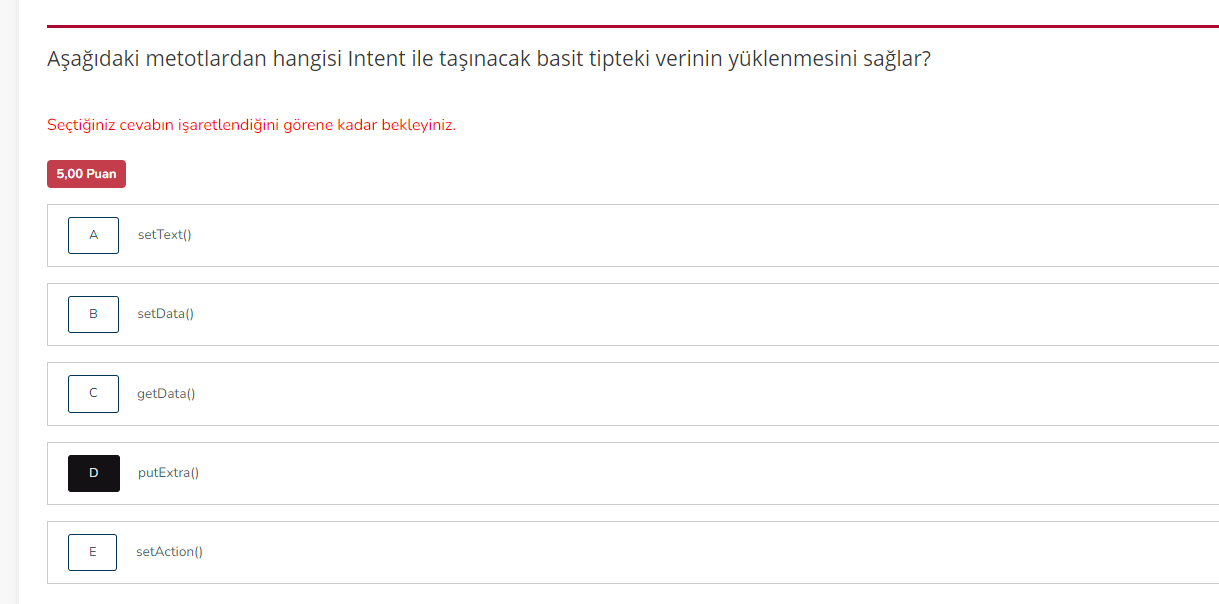 Aşağıdaki metotlardan hangisi Intent ile taşınacak basit tipteki verinin yüklenmesini sağlar?
Seçtiğiniz cevabın işaretlendiğini görene kadar bekleyiniz.
5,00 Puan
A setText()
B setData()
C getData()
D putExtra()
E setAction()